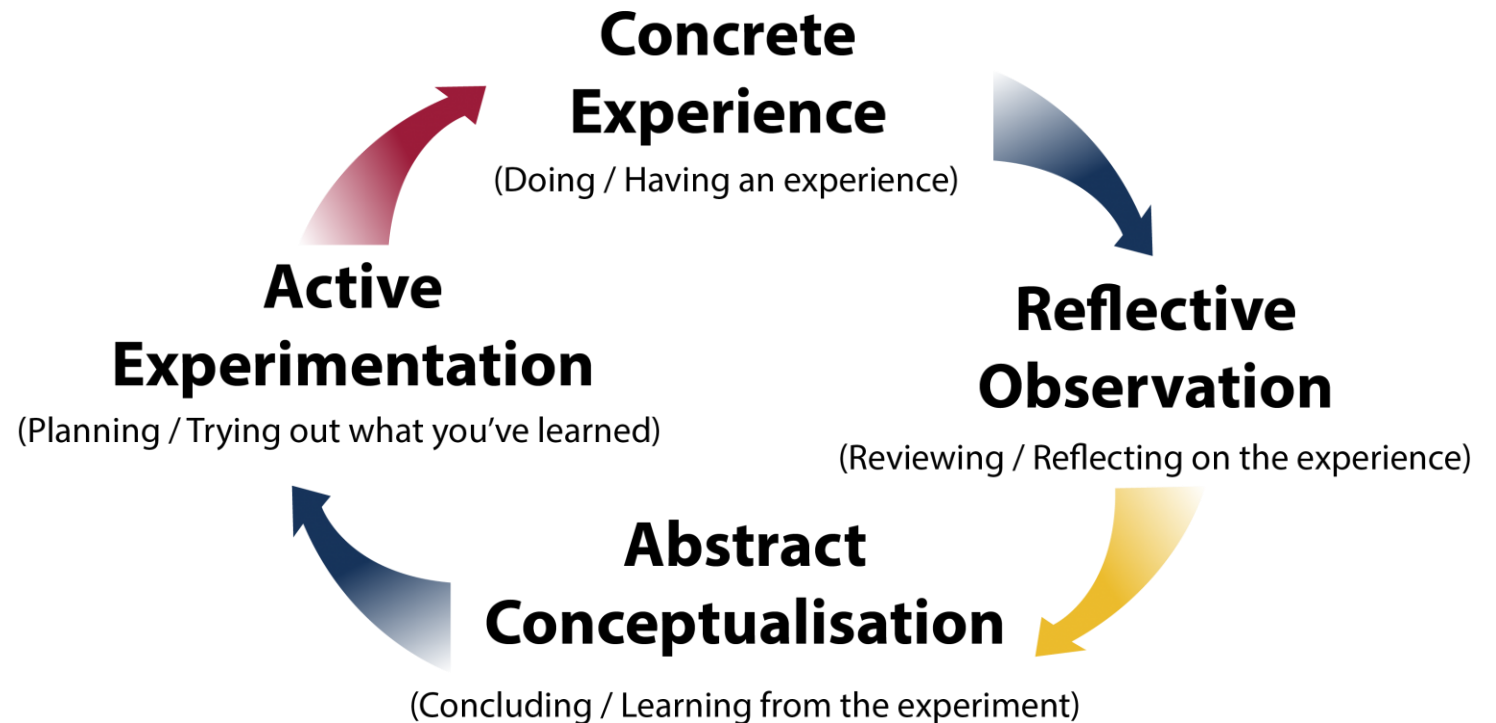 Concrete
Experience
(Doing / Having an experience)
Active
Experimentation
(Planning / Trying out what you’ve learned)
Reflective
Observation
(Reviewing / Reflecting on the experience)
Abstract
Conceptualisation
(Concluding / Learning from the experiment)